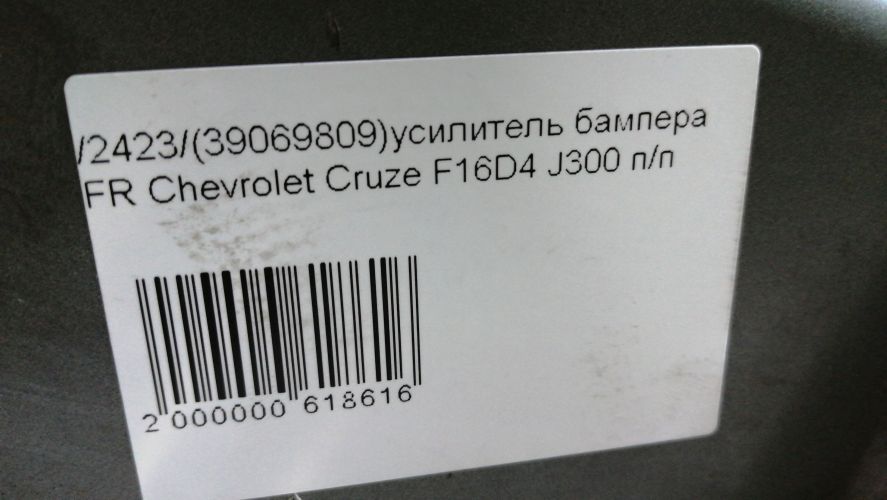 /2423/(39069809)усилитель бампера
FR Chevrolet Cruze F16D4 J300 п/п
2 000000 618616